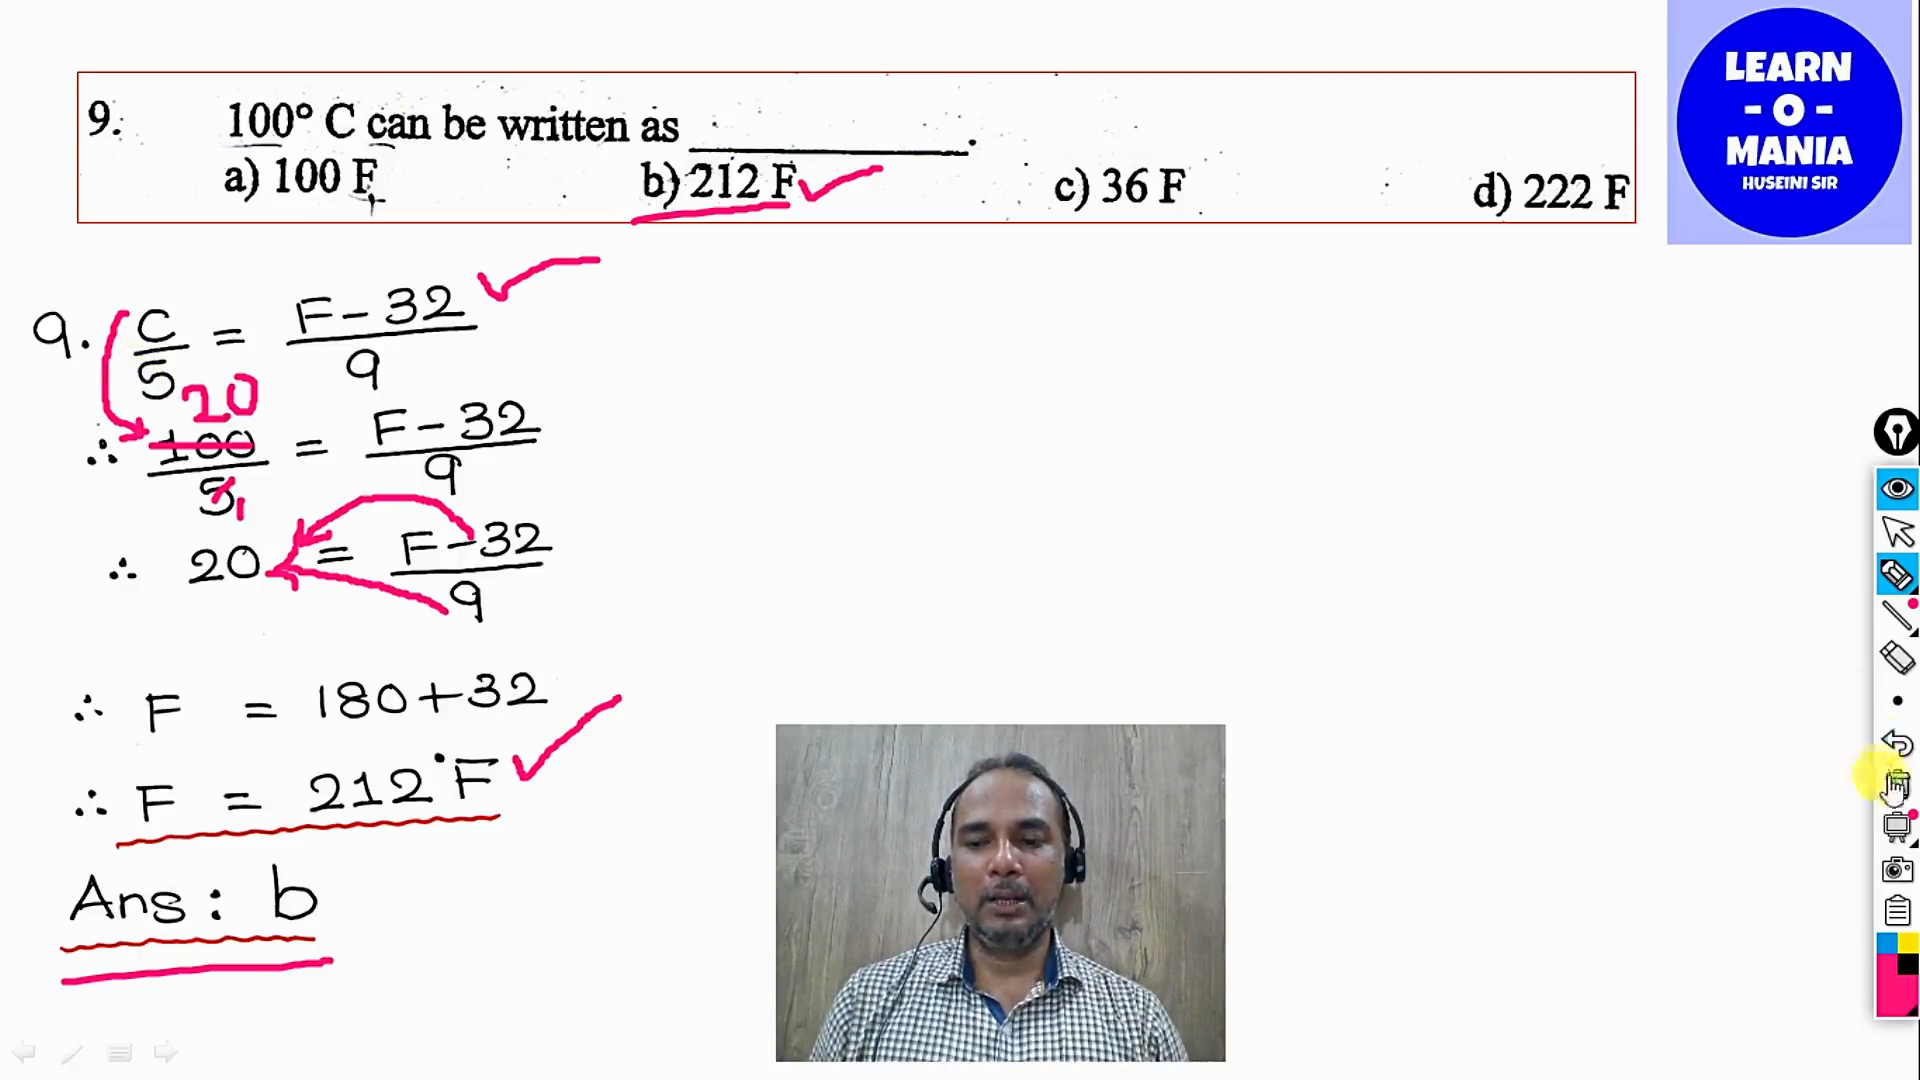 9. 100° C can be written as ____________.
a) 100 F b) 212 F c) 36 F d) 222 F
LEARN
- O -
MANIA
HUSEINI SIR
9. C/5 = F - 32/9
20
∴ 100/5 = F - 32/9
1
∴ 20 = F - 32/9
∴ F = 180 + 32
∴ F = 212°F
Ans : b